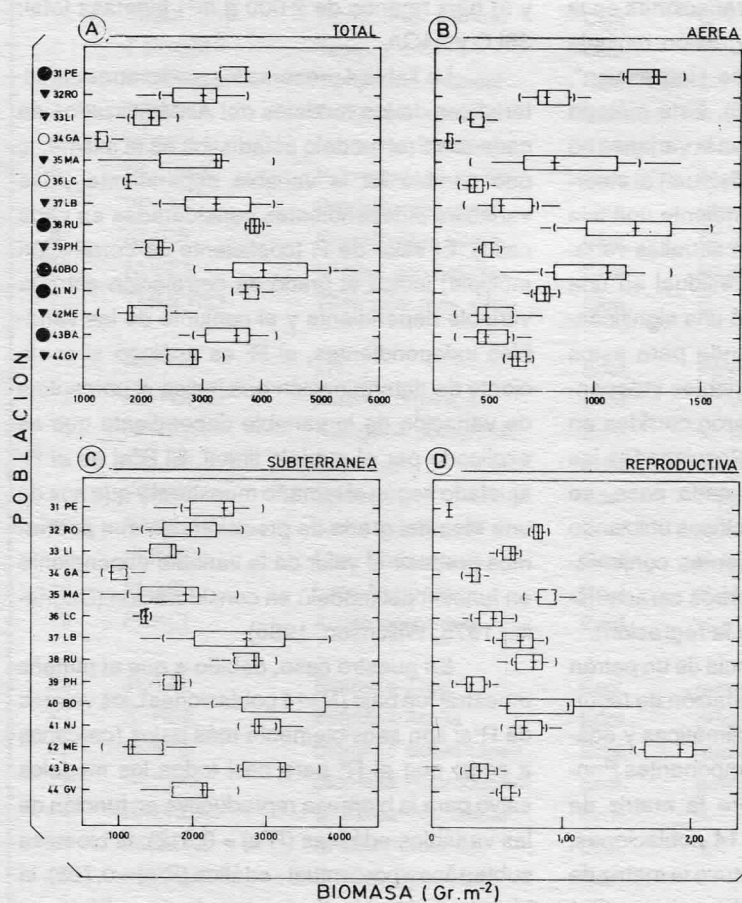 A TOTAL
B AEREA
31 PE
32 RO
33 LI
34 GA
35 MA
36 LC
37 LB
38 RU
39 PH
40 BO
41 NJ
42 ME
43 BA
44 GV
1000 2000 3000 4000 5000 6000
500 1000 1500
POBLACION
C SUBTERRANEA
D REPRODUCTIVA
31 PE
32 RO
33 LI
34 GA
35 MA
36 LC
37 LB
38 RU
39 PH
40 BO
41 NJ
42 ME
43 BA
44 GV
1000 2000 3000 4000
0 1,00 2,00
BIOMASA (Gr.m-2)